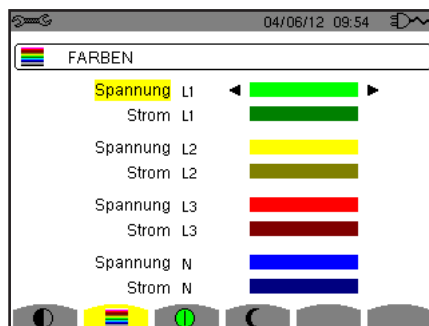 04/06/12 09:54
FARBEN
Spannung L1
Strom L1
Spannung L2
Strom L2
Spannung L3
Strom L3
Spannung N
Strom N